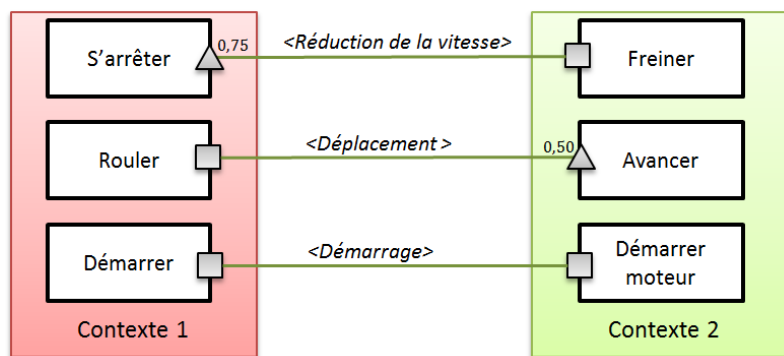 S'arrêter
0,75
<Réduction de la vitesse>
Freiner
Rouler
<Déplacement >
0,50
Avancer
Démarrer
<Démarrage>
Démarrer
moteur
Contexte 1
Contexte 2